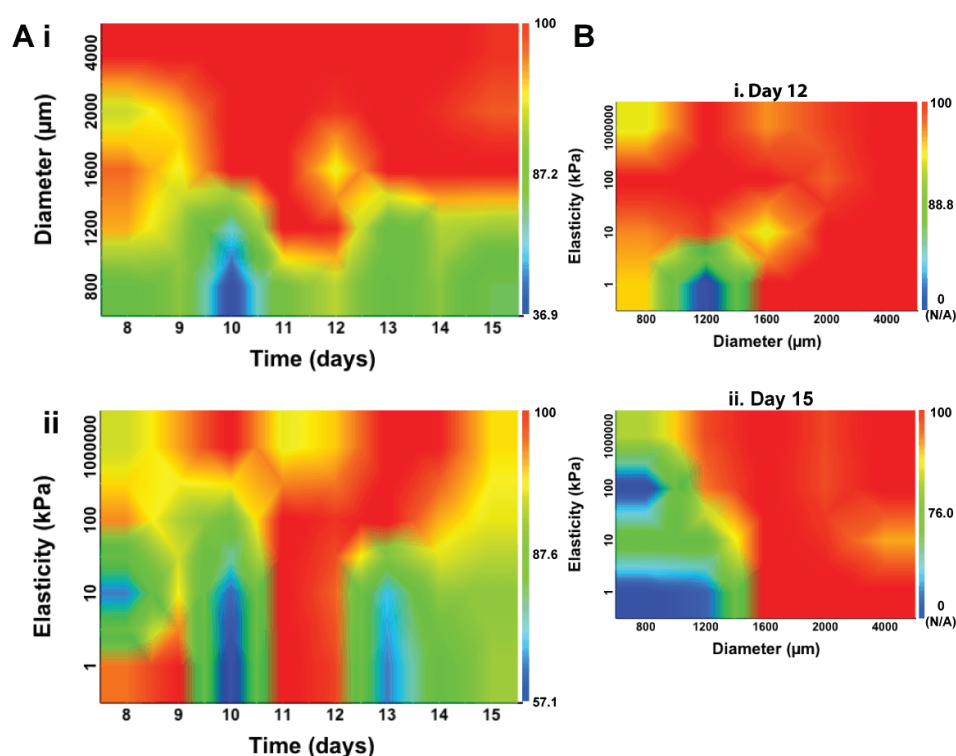 A i
Diameter (µm)
4000
2000
1600
1200
800
8 9 10 11 12 13 14 15
Time (days)
100
87.2
36.9
ii
Elasticity (kPa)
1000000
100
10
1
8 9 10 11 12 13 14 15
Time (days)
100
87.6
57.1
B
i. Day 12
Elasticity (kPa)
1000000
100
10
1
800 1200 1600 2000 4000
Diameter (µm)
100
88.8
0
(N/A)
ii. Day 15
Elasticity (kPa)
1000000
100
10
1
800 1200 1600 2000 4000
Diameter (µm)
100
76.0
0
(N/A)